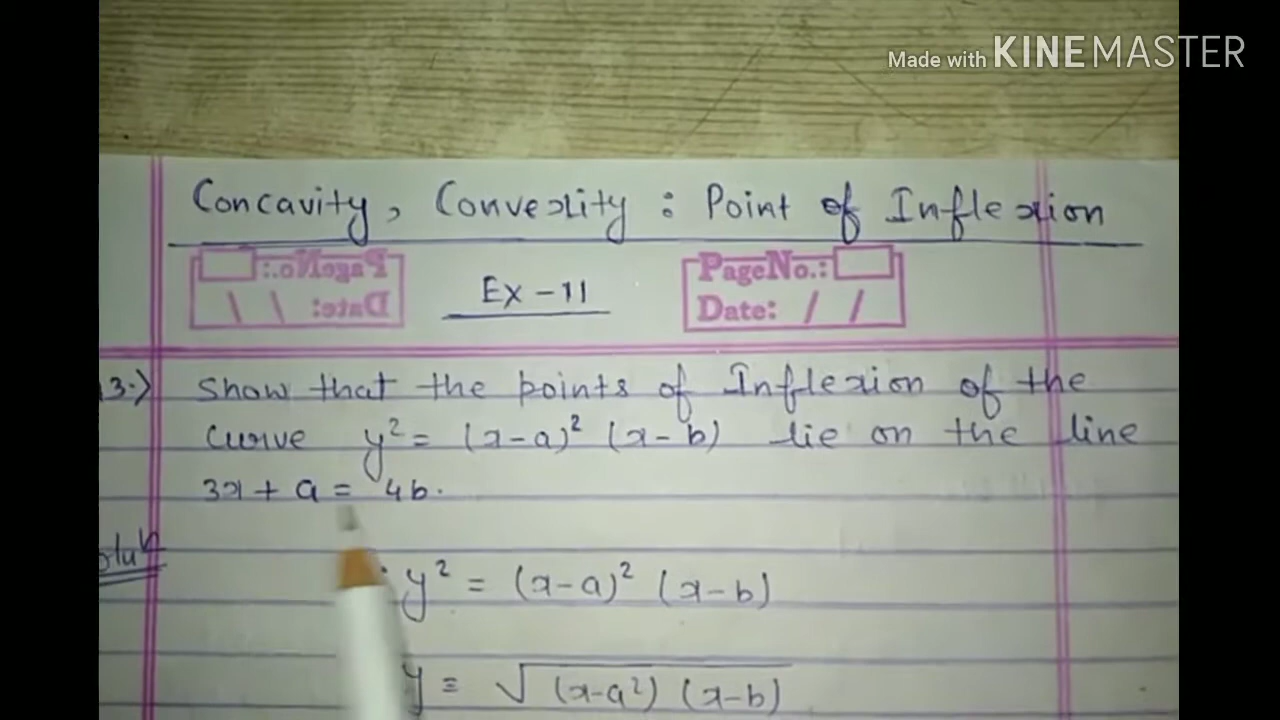 Made with KINEMASTER
Concavity, Convexity : Point of Inflexion
PageNo.:
Date: / /
Ex - 11
PageNo.:
Date: / /
3.) Show that the points of Inflexion of the
curve y² = (x-a)² (x-b) lie on the line
3x + a = 4b.
y² = (x-a)² (x-b)
y = √(x-a²) (x-b)